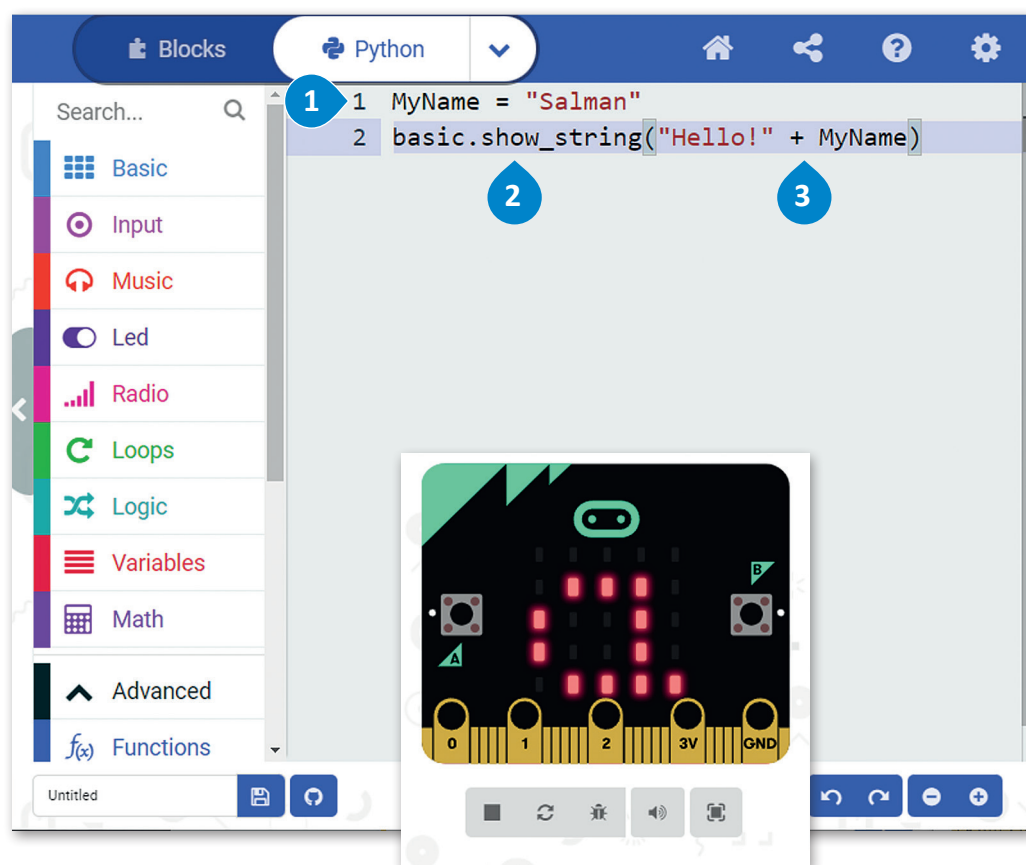 Blocks
Python
Search...
1
1 MyName = "Salman"
2 basic.show_string("Hello!" + MyName)
2
3
Basic
Input
Music
Led
Radio
Loops
Logic
Variables
Math
Advanced
f(x) Functions
B
A
0 1 2 3V GND
Untitled